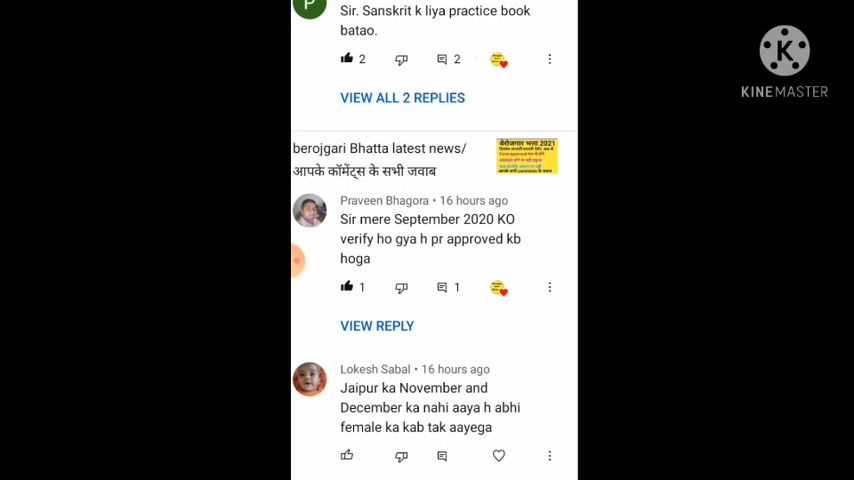 P
Sir. Sanskrit k liya practice book
batao.
2
2
VIEW ALL 2 REPLIES
berojgari Bhatta latest news/
आपके कॉमेंट्स के सभी जवाब
बेरोजगार भत्ता 2021
Praveen Bhagora • 16 hours ago
Sir mere September 2020 KO
verify ho gya h pr approved kb
hoga
1
1
VIEW REPLY
Lokesh Sabal • 16 hours ago
Jaipur ka November and
December ka nahi aaya h abhi
female ka kab tak aayega
K
KINEMASTER